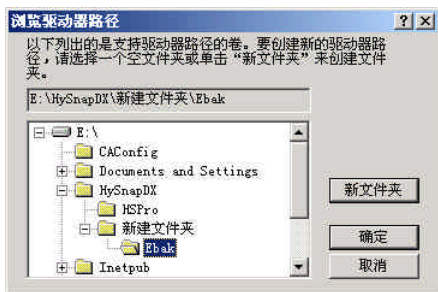 浏览驱动器路径
以下列出的是支持驱动器路径的卷。要创建新的驱动器路
径，请选择一个空文件夹或单击“新文件夹”来创建文件
夹。
E:\HySnapDX\新建文件夹\Ebak
E:\
CAConfig
Documents and Settings
HySnapDX
HSPro
新建文件夹
Ebak
Inetpub
新文件夹
确定
取消